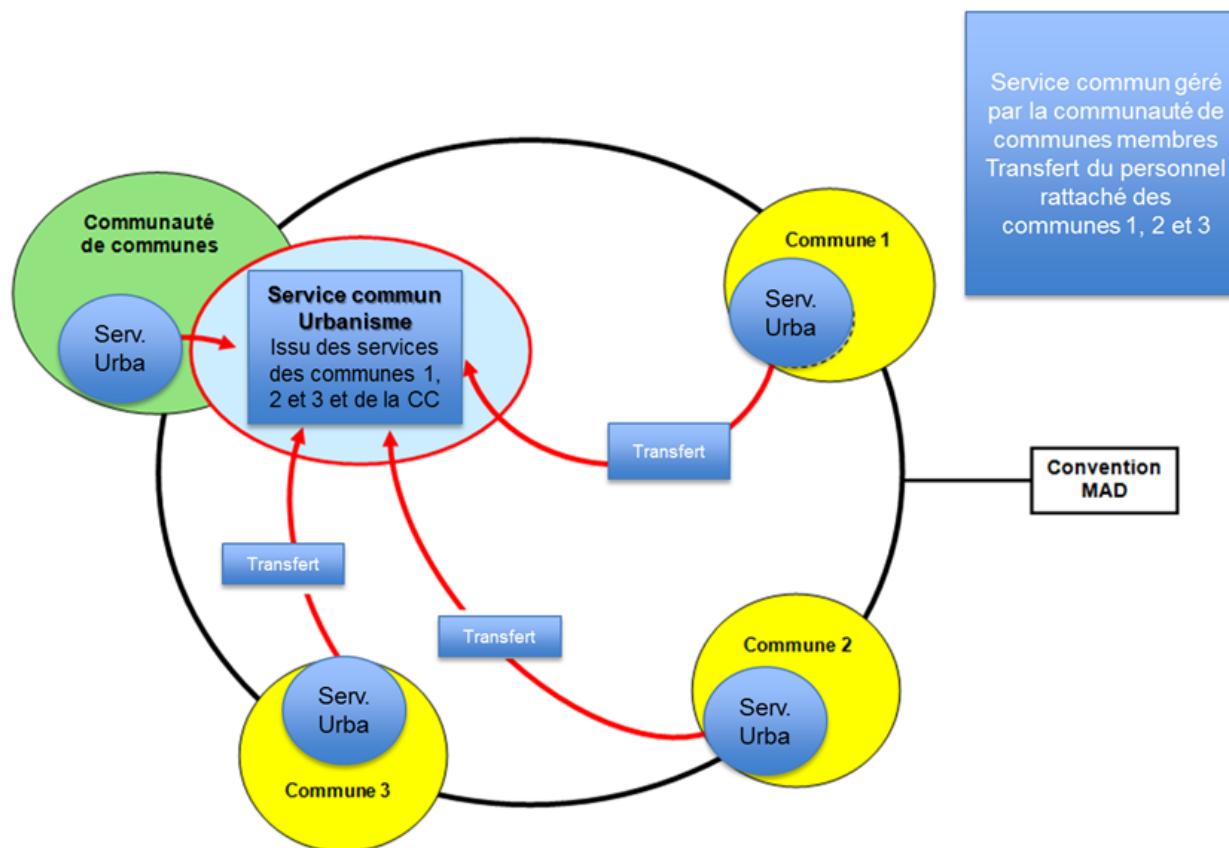 Service commun géré
par la communauté de
communes membres
Transfert du personnel
rattaché des
communes 1, 2 et 3
Communauté
de communes
Serv.
Urba
Service commun
Urbanisme
Issu des services
des communes 1,
2 et 3 et de la CC
Commune 1
Serv.
Urba
Transfert
Convention
MAD
Transfert
Transfert
Commune 2
Serv.
Urba
Serv.
Urba
Commune 3